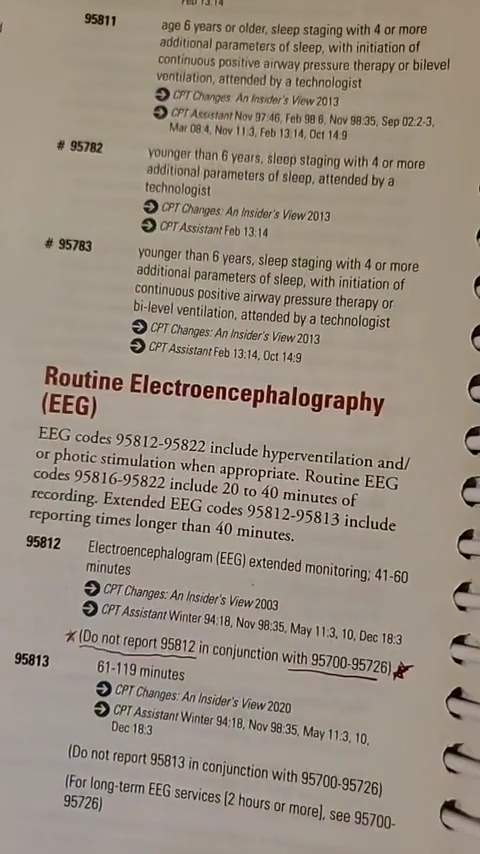 Feb 13:14
95811 age 6 years or older, sleep staging with 4 or more
additional parameters of sleep, with initiation of
continuous positive airway pressure therapy or bilevel
ventilation, attended by a technologist
CPT Changes: An Insider's View 2013
CPT Assistant Nov 97:46, Feb 98:6, Nov 98:35, Sep 02:2-3,
Mar 08:4, Nov 11:3, Feb 13:14, Oct 14:9
# 95782 younger than 6 years, sleep staging with 4 or more
additional parameters of sleep, attended by a
technologist
CPT Changes: An Insider's View 2013
CPT Assistant Feb 13:14
# 95783 younger than 6 years, sleep staging with 4 or more
additional parameters of sleep, with initiation of
continuous positive airway pressure therapy or
bi-level ventilation, attended by a technologist
CPT Changes: An Insider's View 2013
CPT Assistant Feb 13:14, Oct 14:9
Routine Electroencephalography
(EEG)
EEG codes 95812-95822 include hyperventilation and/
or photic stimulation when appropriate. Routine EEG
codes 95816-95822 include 20 to 40 minutes of
recording. Extended EEG codes 95812-95813 include
reporting times longer than 40 minutes.
95812 Electroencephalogram (EEG) extended monitoring; 41-60
minutes
CPT Changes: An Insider's View 2003
CPT Assistant Winter 94:18, Nov 98:35, May 11:3, 10, Dec 18:3
(Do not report 95812 in conjunction with 95700-95726)
95813 61-119 minutes
CPT Changes: An Insider's View 2020
CPT Assistant Winter 94:18, Nov 98:35, May 11:3, 10,
Dec 18:3
(Do not report 95813 in conjunction with 95700-95726)
(For long-term EEG services [2 hours or more], see 95700-
95726)